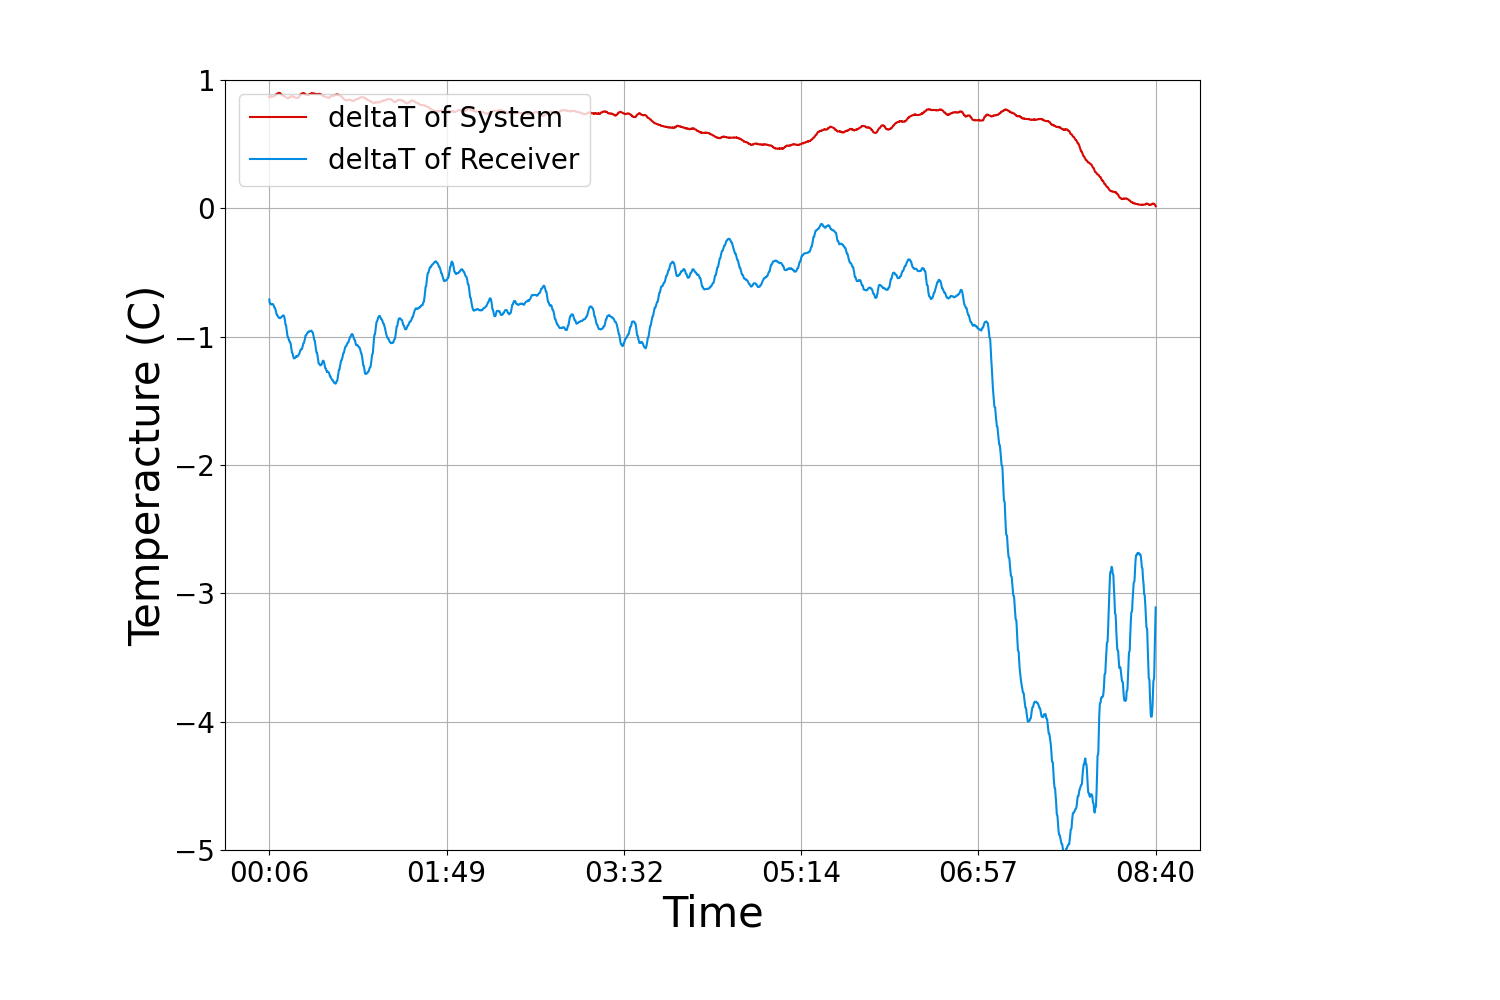 1
deltaT of System
deltaT of Receiver
0
−1
−2
−3
−4
−5
Temperacture (C)
00:06 01:49 03:32 05:14 06:57 08:40
Time